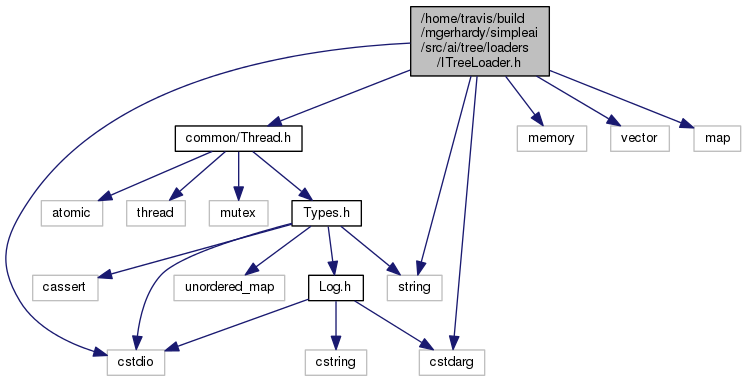 /home/travis/build
/mgerhardy/simpleai
/src/ai/tree/loaders
/ITreeLoader.h
common/Thread.h
memory
vector
map
atomic
thread
mutex
Types.h
cassert
unordered_map
Log.h
string
cstdio
cstring
cstdarg